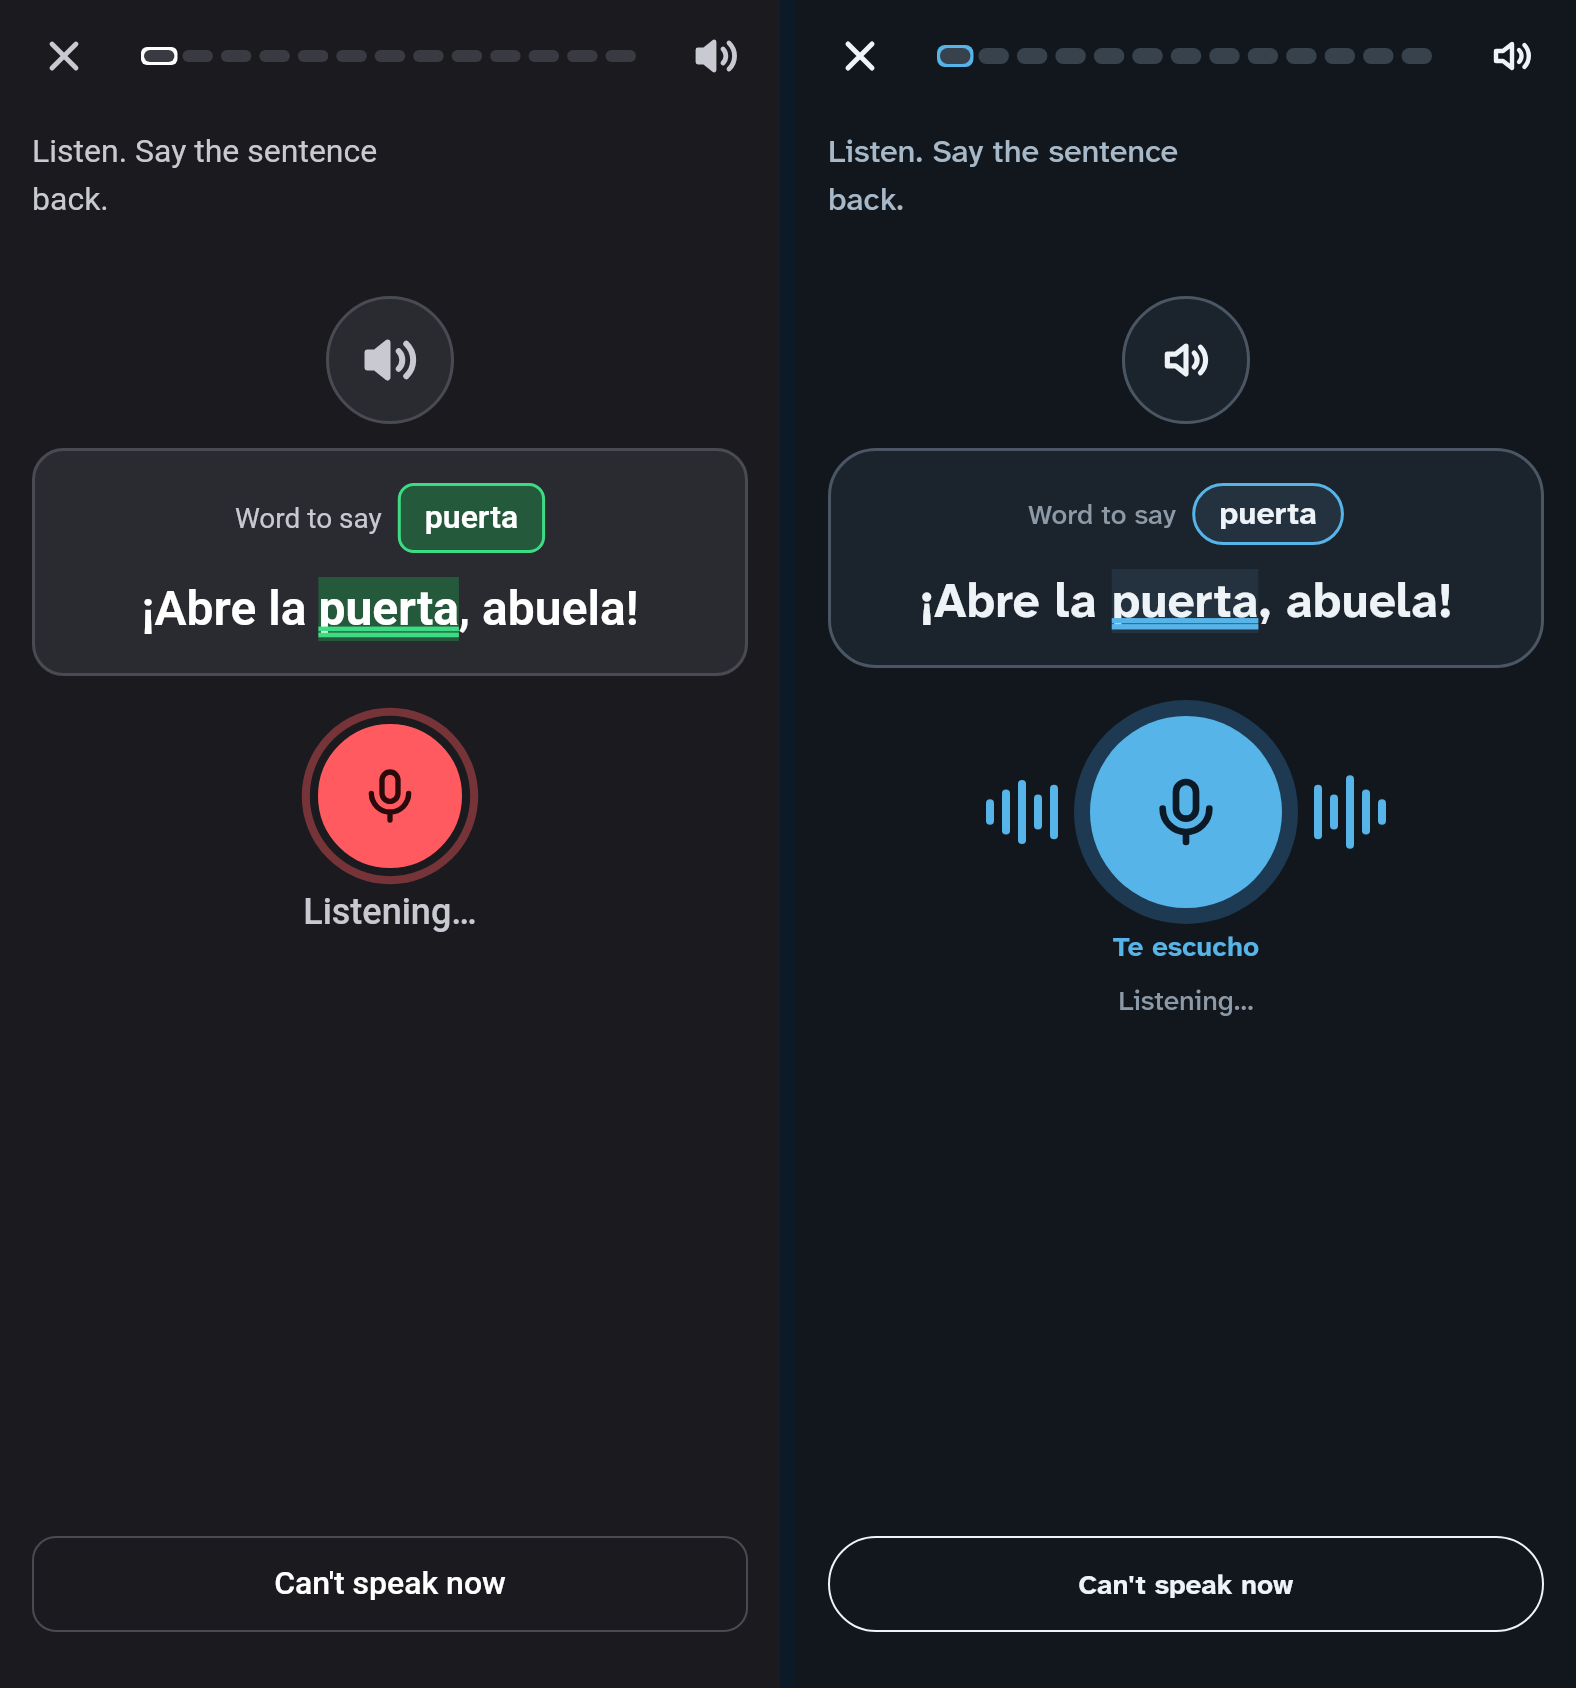 Listen. Say the sentence
back.
Word to say puerta
¡Abre la puerta, abuela!
Listening...
Can't speak now
Listen. Say the sentence
back.
Word to say puerta
¡Abre la puerta, abuela!
Te escucho
Listening...
Can't speak now